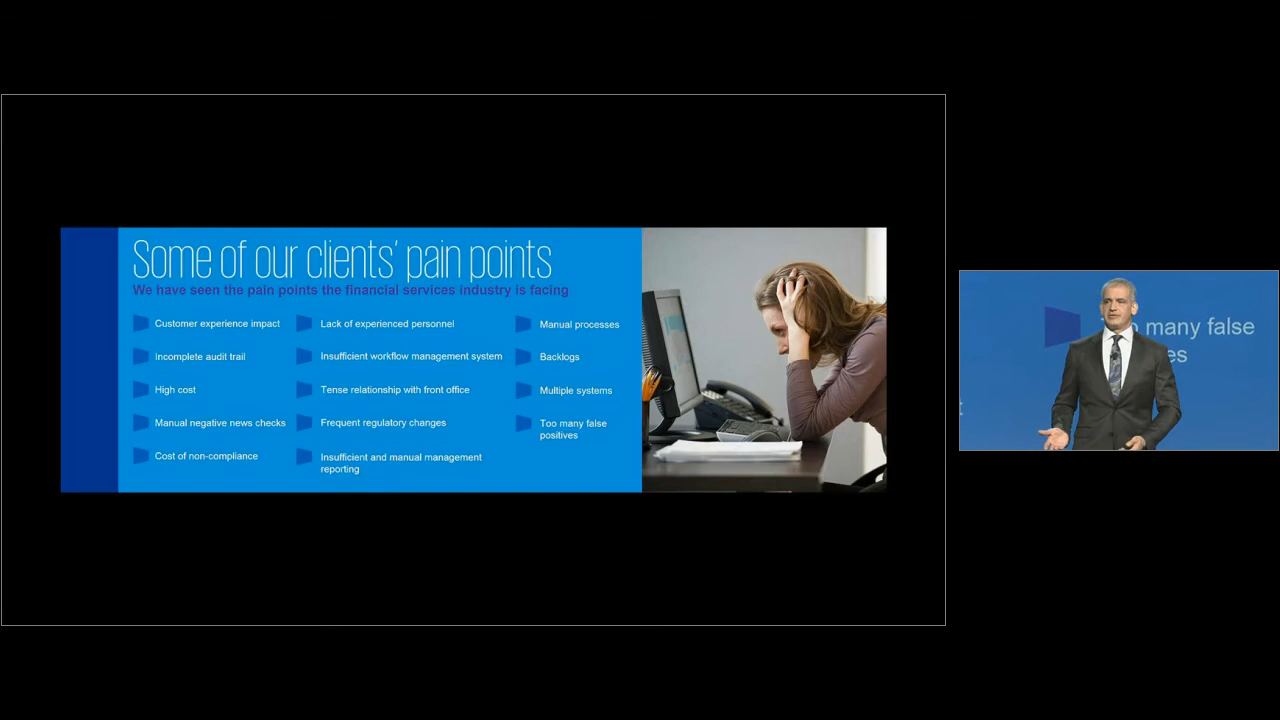 Some of our clients' pain points
We have seen the pain points the financial services industry is facing
Customer experience impact
Incomplete audit trail
High cost
Manual negative news checks
Cost of non-compliance
Lack of experienced personnel
Insufficient workflow management system
Tense relationship with front office
Frequent regulatory changes
Insufficient and manual management
reporting
Manual processes
Backlogs
Multiple systems
Too many false
positives
many false